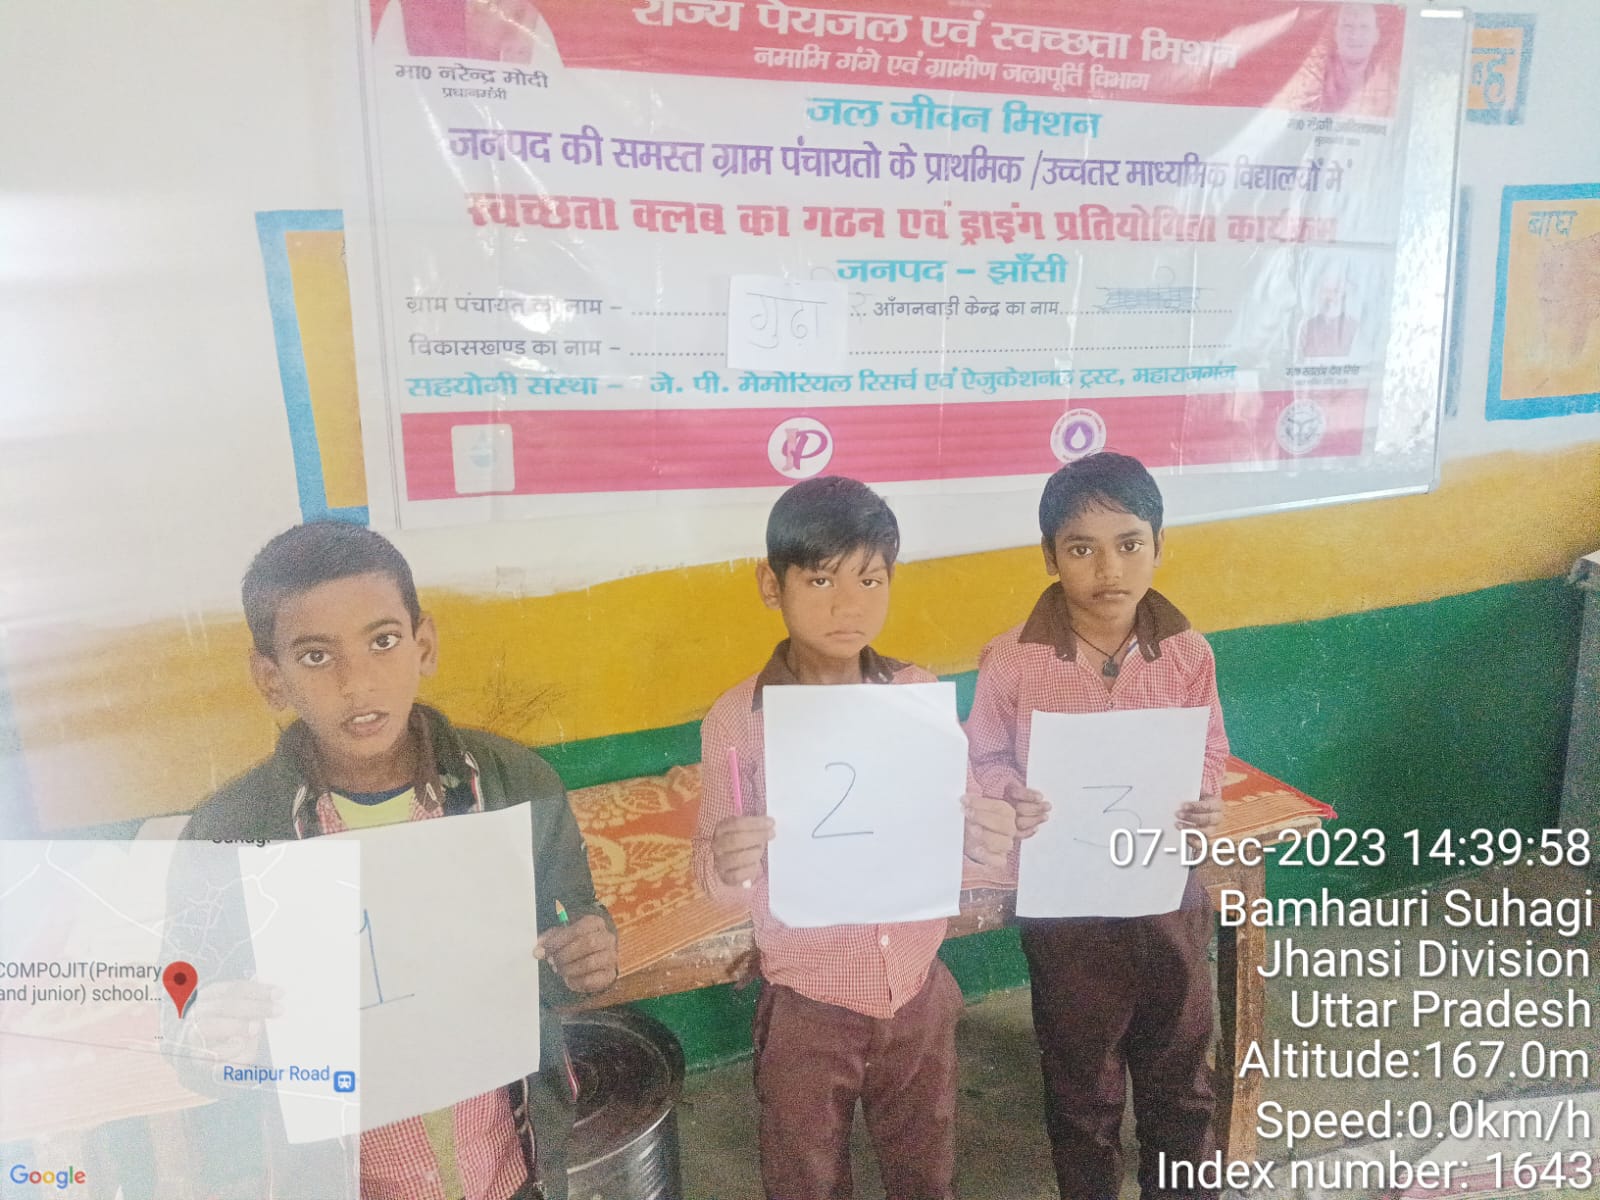 राज्य पेयजल एवं स्वच्छता मिशन
नमामि गंगे एवं ग्रामीण जलापूर्ति विभाग
मा0 नरेन्द्र मोदी
प्रधानमंत्री
जल जीवन मिशन
जनपद की समस्त ग्राम पंचायतो के प्राथमिक /उच्चतर माध्यमिक विद्यालयों में
स्वच्छता क्लब का गठन एवं ड्राइंग प्रतियोगिता कार्यक्रम
जनपद – झाँसी
ग्राम पंचायत का नाम – गुढ़ा आँगनबाड़ी केन्द्र का नाम
विकासखण्ड का नाम –
सहयोगी संस्था – जे. पी. मेमोरियल रिसर्च एवं ऐजुकेशनल ट्रस्ट, महाराजगंज
JP
बाघ
1
2
3
07-Dec-2023 14:39:58
Bamhauri Suhagi
Jhansi Division
Uttar Pradesh
Altitude:167.0m
Speed:0.0km/h
Index number: 1643
COMPOJIT(Primary
and junior) school...
...
Ranipur Road
Google